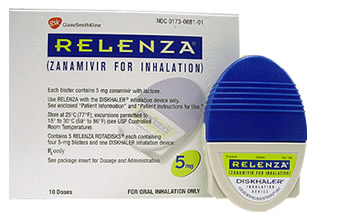 gsk GlaxoSmithKline
NDC 0173-0681-01
RELENZA
(ZANAMIVIR FOR INHALATION)
Each blister contains 5 mg zanamivir with lactose.
Use RELENZA with the DISKHALER inhalation device only.
See enclosed "Patient Information" and "Patient Instructions for Use."
Store at 25°C (77°F); excursions permitted to
15° to 30°C (59° to 86°F) (see USP Controlled
Room Temperature)
Contains 5 RELENZA ROTADISKS each containing
four 5-mg blisters and one DISKHALER inhalation device.
Rx only
See package insert for Dosage and Administration.
5 mg
10 Doses
FOR ORAL INHALATION ONLY
RELENZA
(ZANAMIVIR FOR INHALATION)
DISKHALER
INHALATION
DEVICE